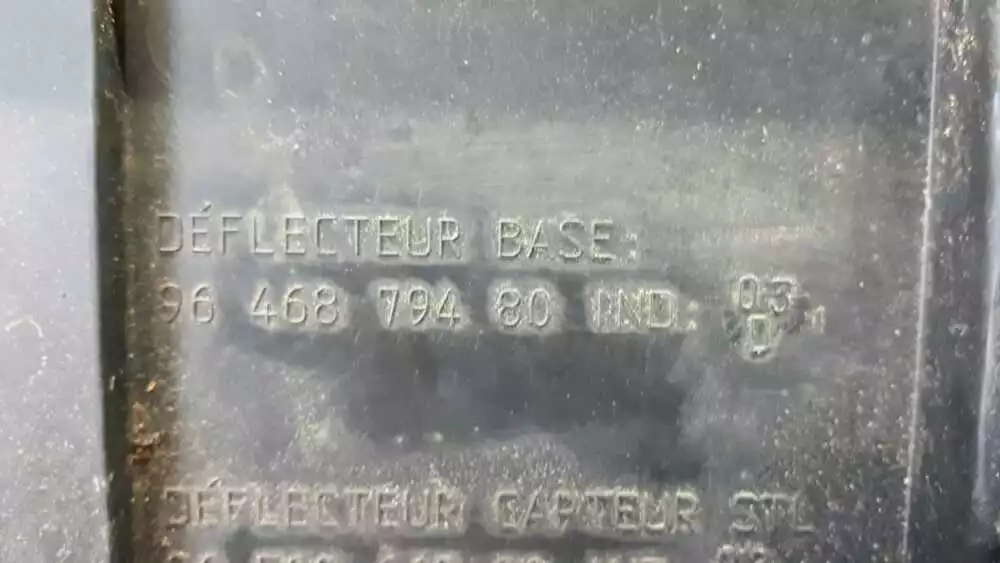 DÉFLECTEUR BASE:
96 468 794 80 IND: 03
D
DÉFLECTEUR CAPTEUR STL